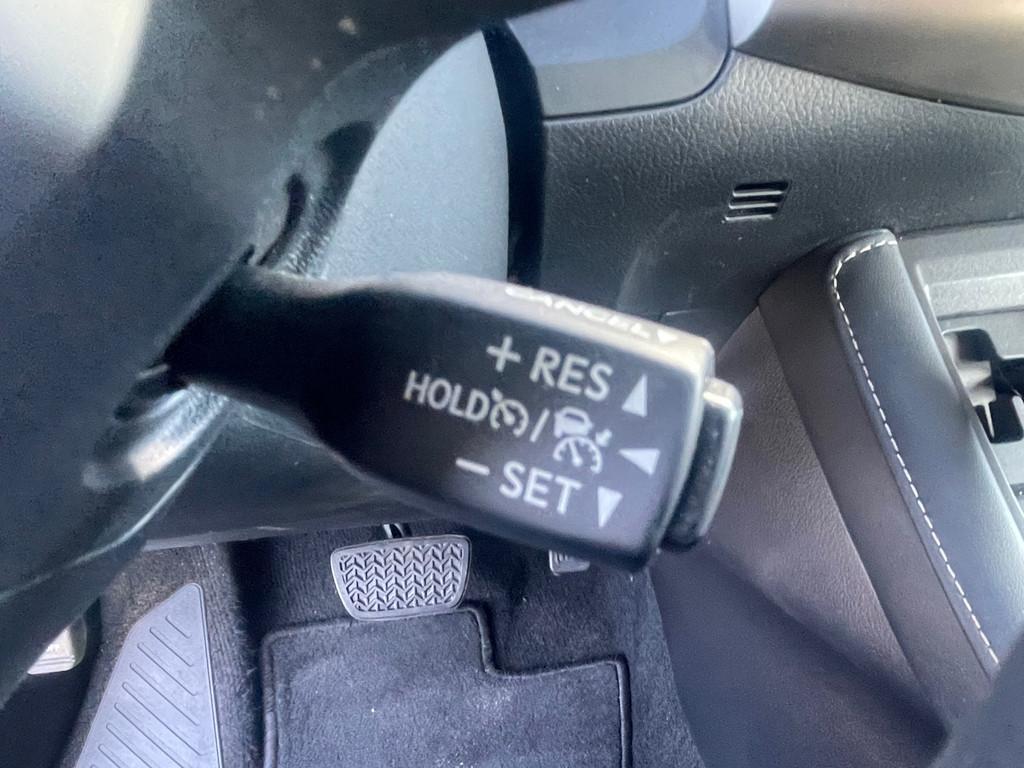 CANCEL
+ RES
HOLD /
− SET